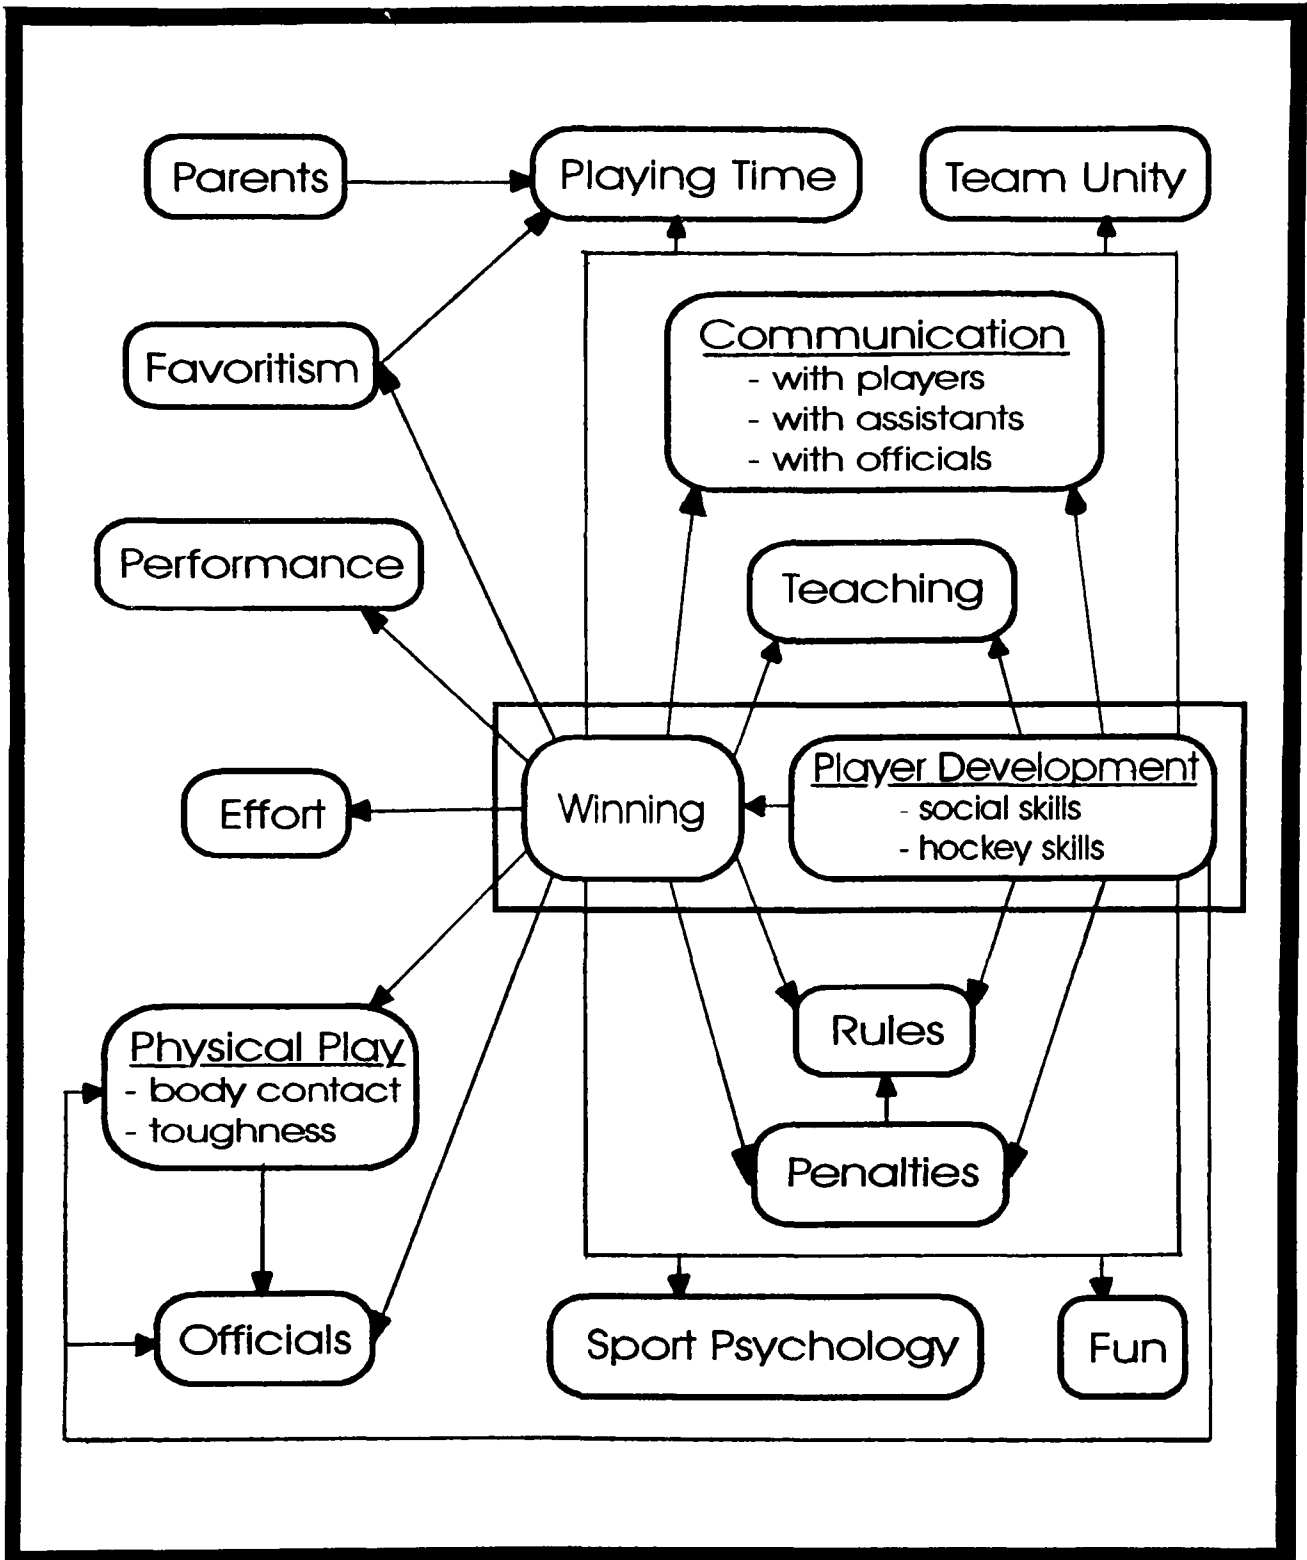 Parents
Playing Time
Team Unity
Favoritism
Communication
- with players
- with assistants
- with officials
Performance
Teaching
Effort
Winning
Player Development
- social skills
- hockey skills
Physical Play
- body contact
- toughness
Rules
Penalties
Officials
Sport Psychology
Fun